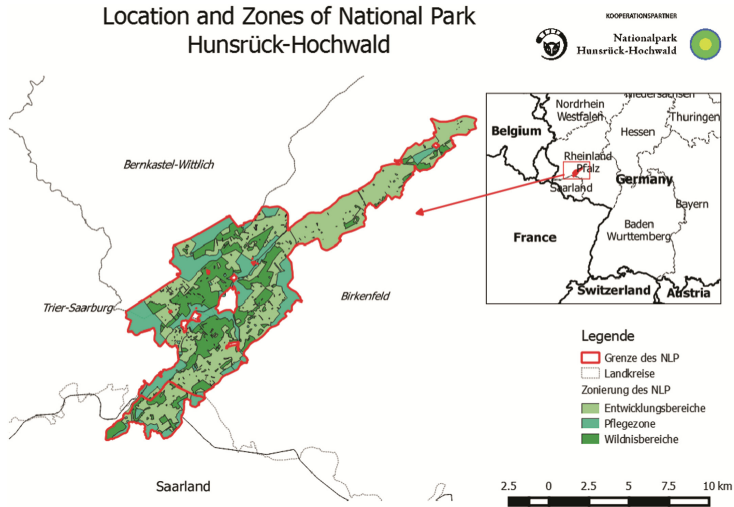 Location and Zones of National Park
Hunsrück-Hochwald
KOOPERATIONSPARTNER
Nationalpark
Hunsrück-Hochwald
Bernkastel-Wittlich
Trier-Saarburg
Birkenfeld
Saarland
Niedersachsen
Nordrhein
Westfalen
Thuringen
Belgium
Hessen
Rheinland
Pfalz
Germany
Saarland
Bayern
France
Baden
Wurttemberg
Switzerland
Austria
Legende
Grenze des NLP
Landkreise
Zonierung des NLP
Entwicklungsbereiche
Pflegezone
Wildnisbereiche
2.5 0 2.5 5 7.5 10 km